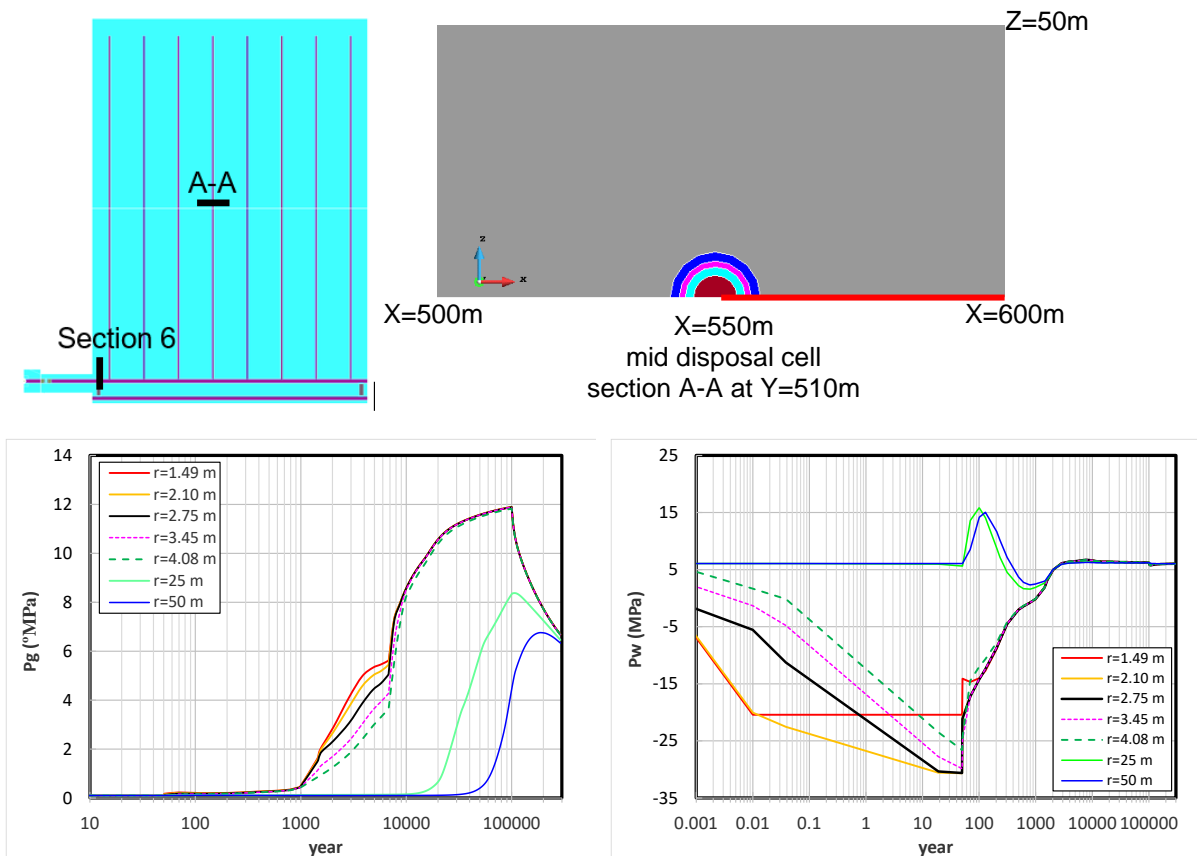 A-A
Section 6
Z=50m
z
x
X=500m
X=550m
X=600m
mid disposal cell
section A-A at Y=510m
14
12
10
8
6
4
2
0
Pg (ºMPa)
r=1.49 m
r=2.10 m
r=2.75 m
r=3.45 m
r=4.08 m
r=25 m
r=50 m
10 100 1000 10000 100000
year
25
15
5
-5
-15
-25
-35
Pw (MPa)
r=1.49 m
r=2.10 m
r=2.75 m
r=3.45 m
r=4.08 m
r=25 m
r=50 m
0.001 0.01 0.1 1 10 100 1000 10000 100000
year